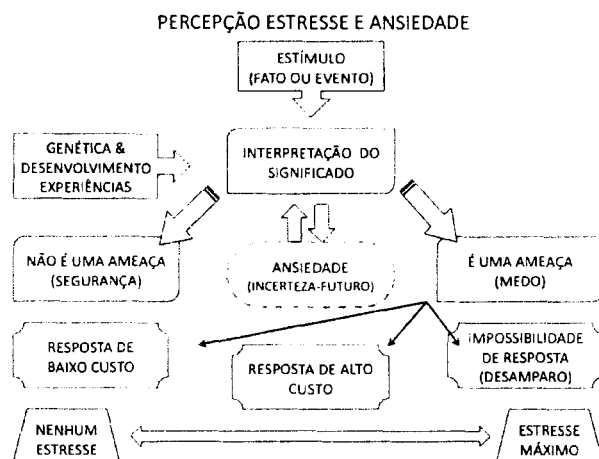 PERCEPÇÃO ESTRESSE E ANSIEDADE
ESTÍMULO
(FATO OU EVENTO)
GENÉTICA &
DESENVOLVIMENTO
EXPERIÊNCIAS
INTERPRETAÇÃO DO
SIGNIFICADO
NÃO É UMA AMEAÇA
(SEGURANÇA)
ANSIEDADE
(INCERTEZA-FUTURO)
É UMA AMEAÇA
(MEDO)
RESPOSTA DE
BAIXO CUSTO
RESPOSTA DE ALTO
CUSTO
IMPOSSIBILIDADE
DE RESPOSTA
(DESAMPARO)
NENHUM
ESTRESSE
ESTRESSE
MÁXIMO